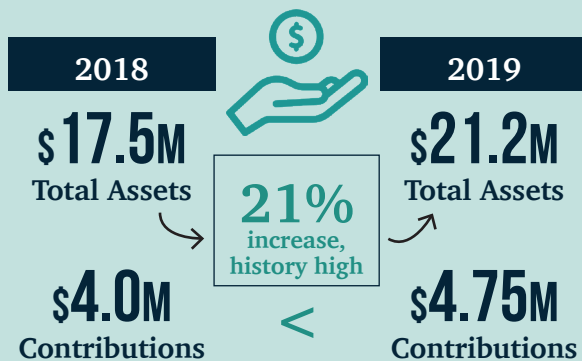 $
2018
2019
$17.5M
Total Assets
21%
increase,
history high
$21.2M
Total Assets
$4.0M
Contributions
<
$4.75M
Contributions